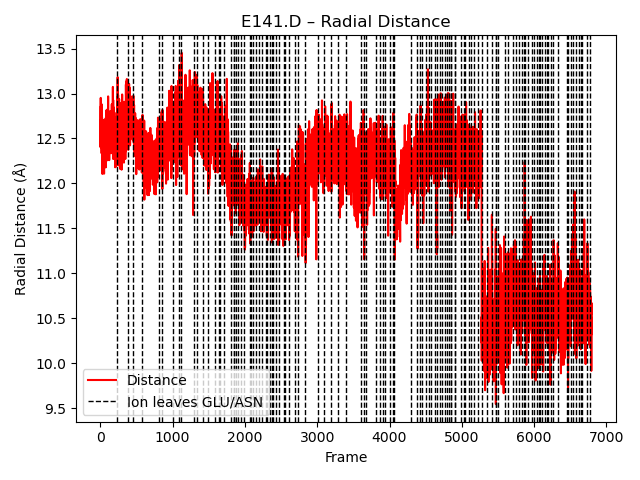 E141.D – Radial Distance
13.5
13.0
12.5
12.0
11.5
11.0
10.5
10.0
9.5
Radial Distance (Å)
Distance
Ion leaves GLU/ASN
0 1000 2000 3000 4000 5000 6000 7000
Frame